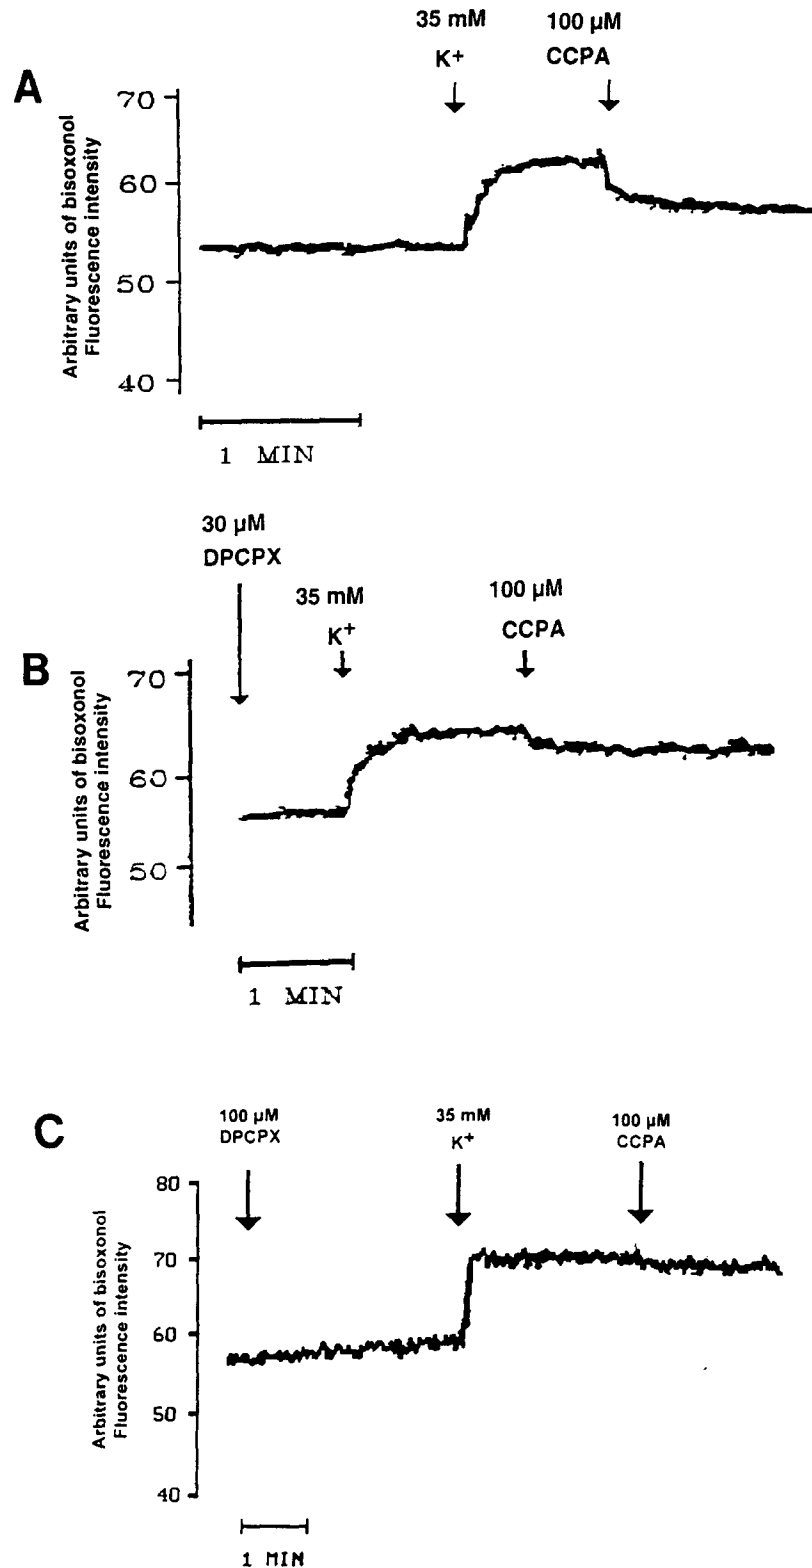 35 mM 100 µM
K+ CCPA
A
70
60
50
40
Arbitrary units of bisoxonol
Fluorescence intensity
1 MIN
30 µM
DPCPX
35 mM 100 µM
K+ CCPA
B
70
60
50
Arbitrary units of bisoxonol
Fluorescence intensity
1 MIN
C
100 µM 35 mM 100 µM
DPCPX K+ CCPA
80
70
60
50
40
Arbitrary units of bisoxonol
Fluorescence intensity
1 MIN